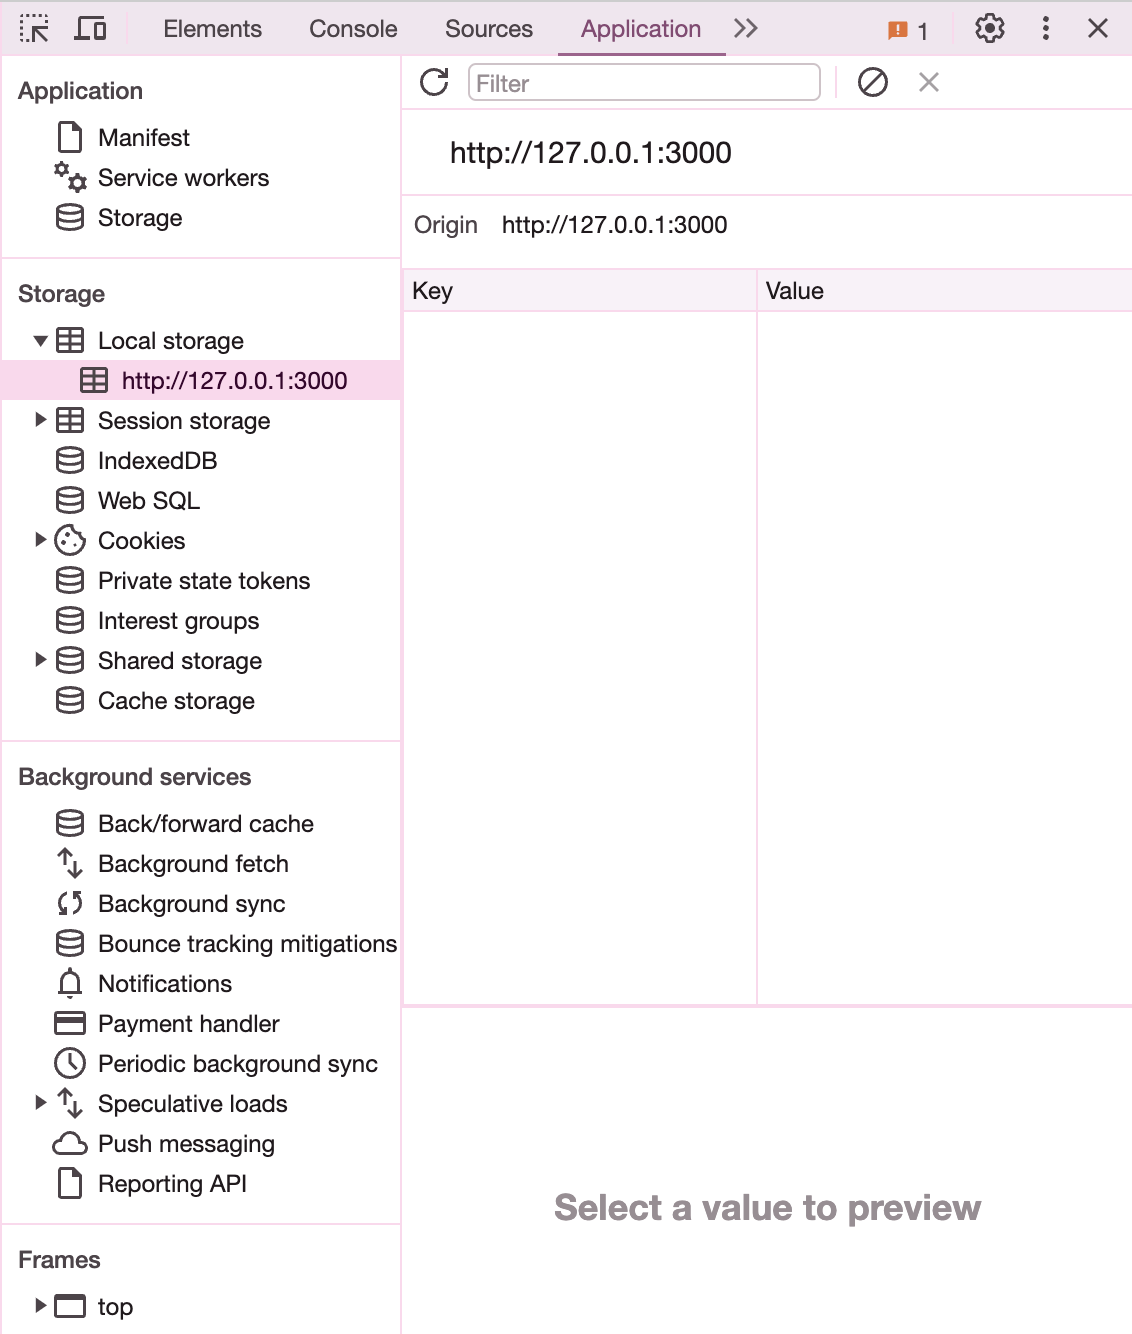 Elements Console Sources Application 1
Application
Manifest
Service workers
Storage
Storage
Local storage
http://127.0.0.1:3000
Session storage
IndexedDB
Web SQL
Cookies
Private state tokens
Interest groups
Shared storage
Cache storage
Background services
Back/forward cache
Background fetch
Background sync
Bounce tracking mitigations
Notifications
Payment handler
Periodic background sync
Speculative loads
Push messaging
Reporting API
Frames
top
Filter
http://127.0.0.1:3000
Origin http://127.0.0.1:3000
Key Value
Select a value to preview